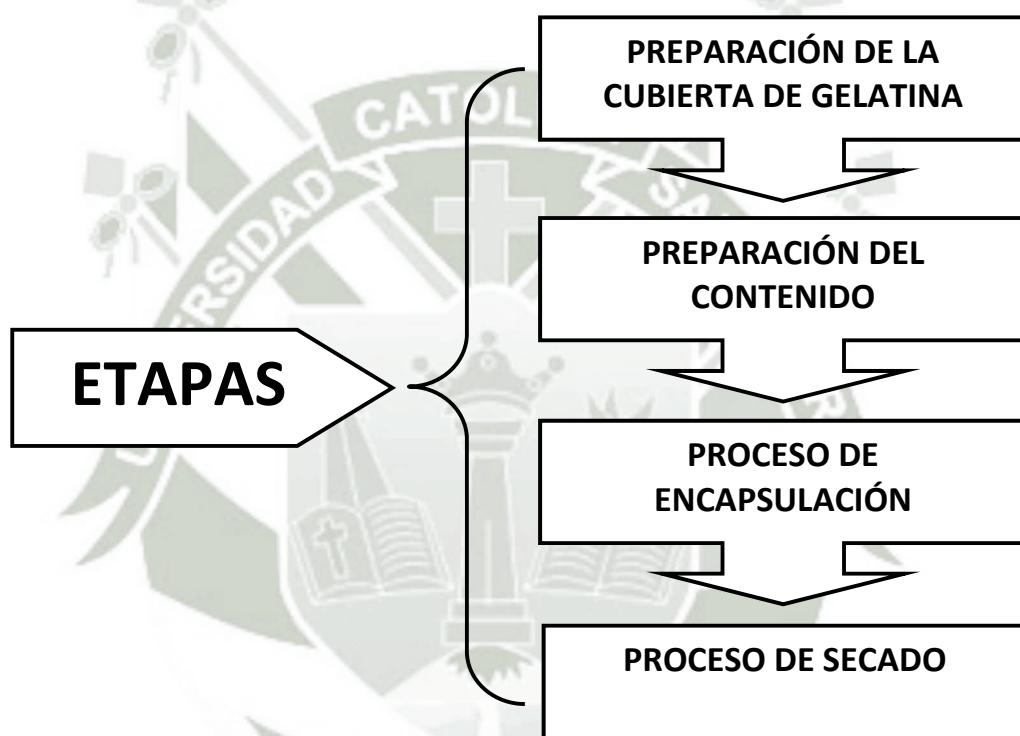 PREPARACIÓN DE LA
CUBIERTA DE GELATINA
PREPARACIÓN DEL
CONTENIDO
ETAPAS
PROCESO DE
ENCAPSULACIÓN
PROCESO DE SECADO